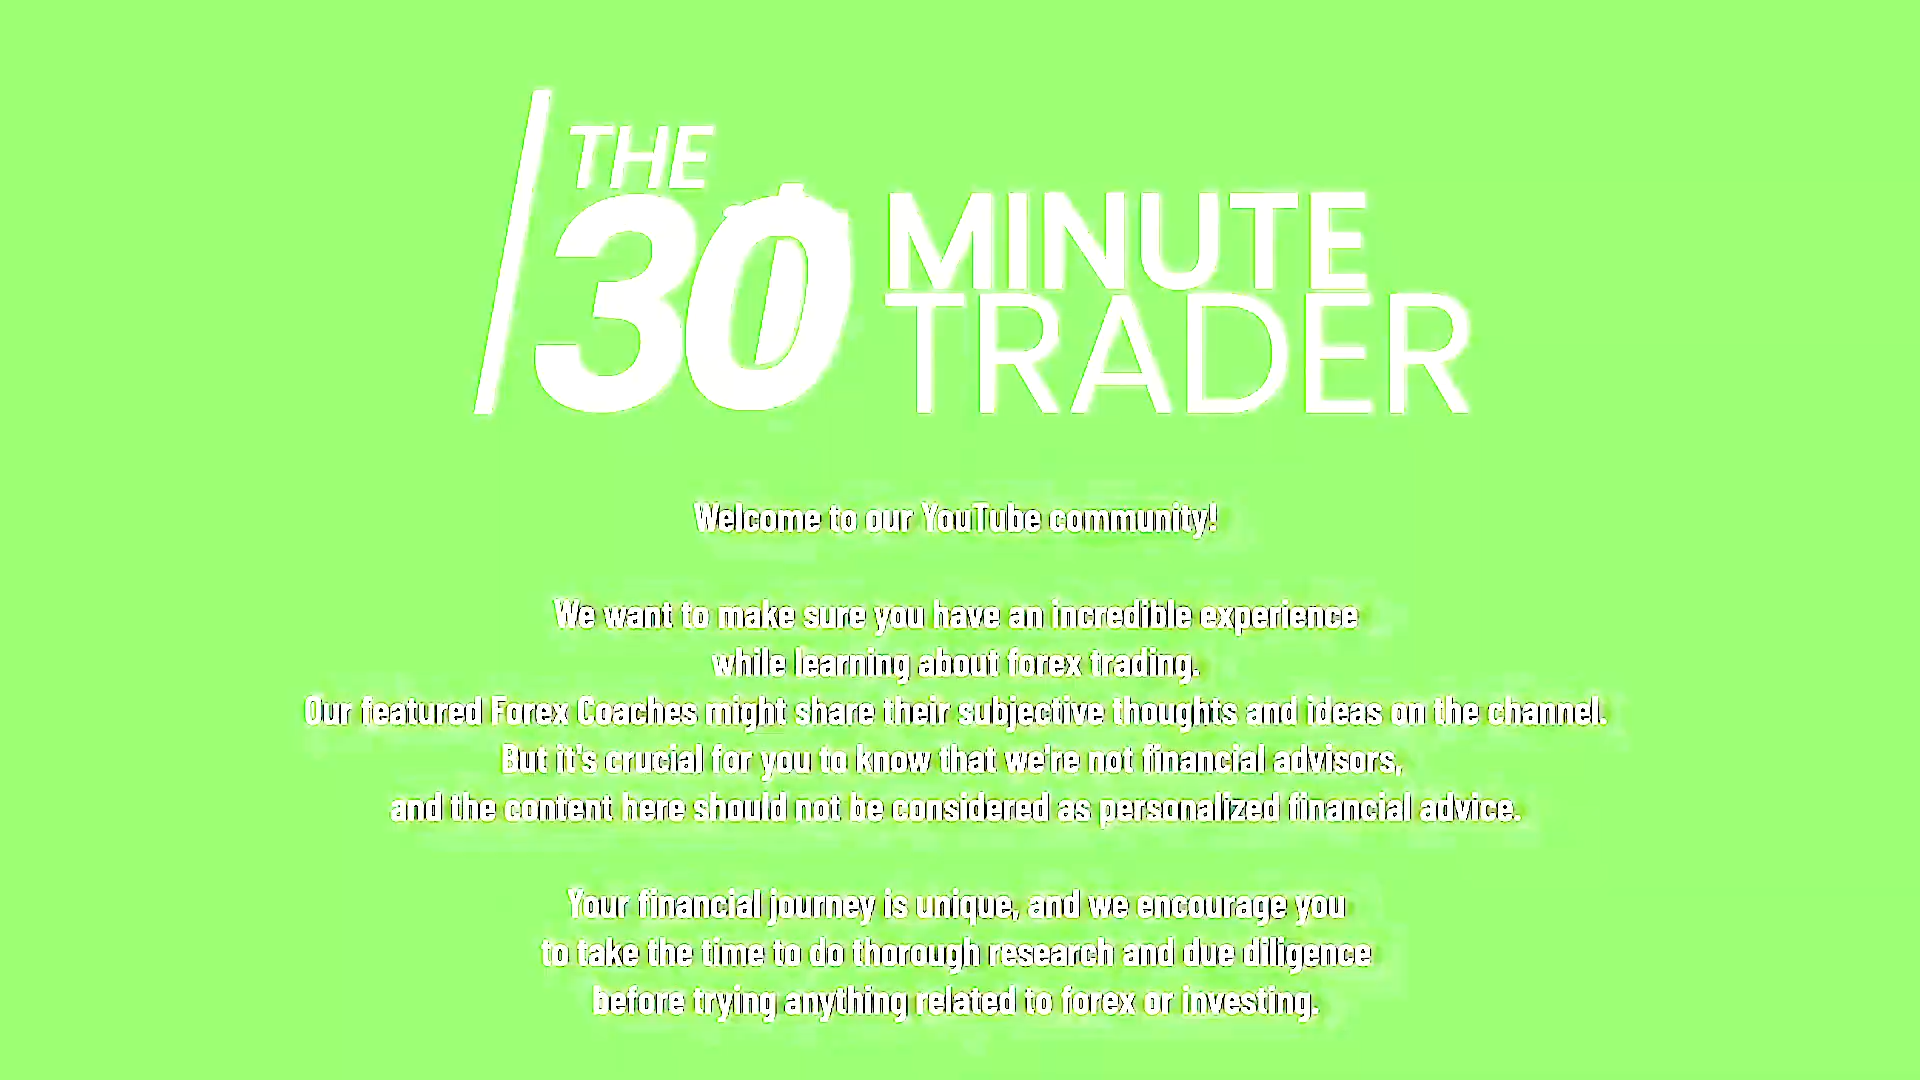 THE
30 MINUTE
TRADER
Welcome to our YouTube community!
We want to make sure you have an incredible experience
while learning about forex trading.
Our featured Forex Coaches might share their subjective thoughts and ideas on the channel.
But it's crucial for you to know that we're not financial advisors,
and the content here should not be considered as personalized financial advice.
Your financial journey is unique, and we encourage you
to take the time to do thorough research and due diligence
before trying anything related to forex or investing.